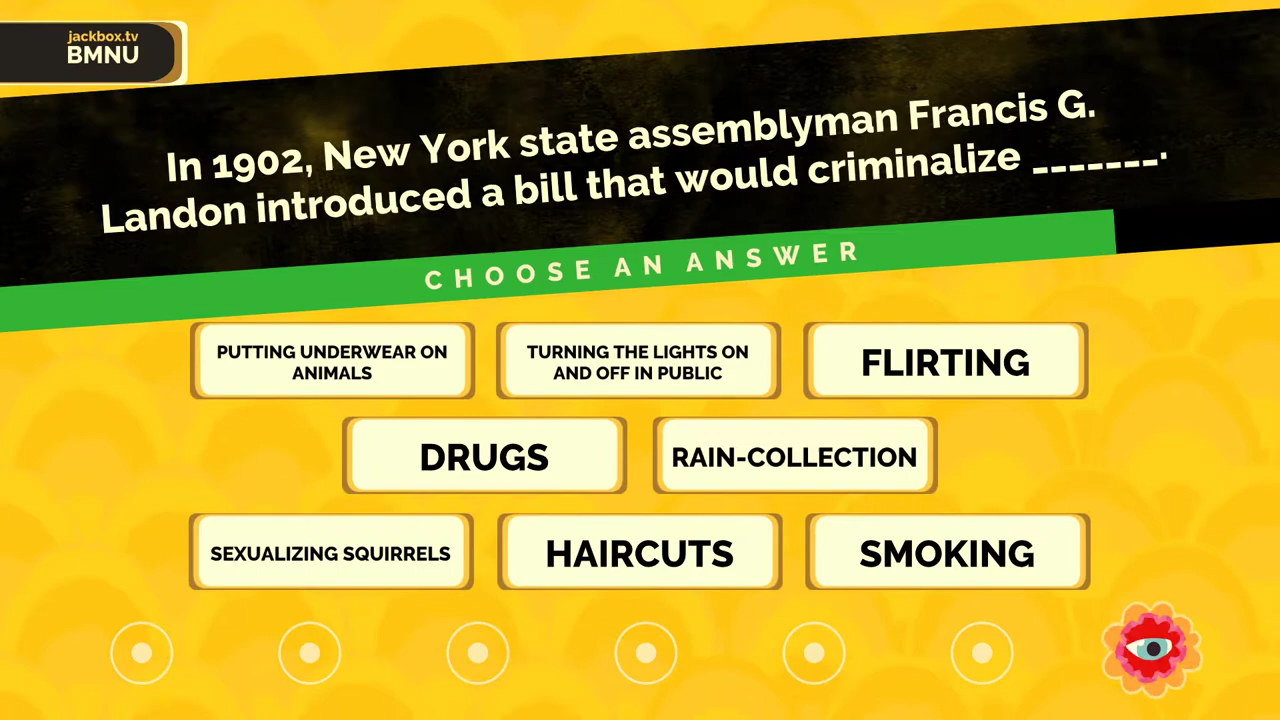 jackbox.tv
BMNU
In 1902, New York state assemblyman Francis G.
Landon introduced a bill that would criminalize _______.
CHOOSE AN ANSWER
PUTTING UNDERWEAR ON
ANIMALS
TURNING THE LIGHTS ON
AND OFF IN PUBLIC
FLIRTING
DRUGS
RAIN-COLLECTION
SEXUALIZING SQUIRRELS
HAIRCUTS
SMOKING